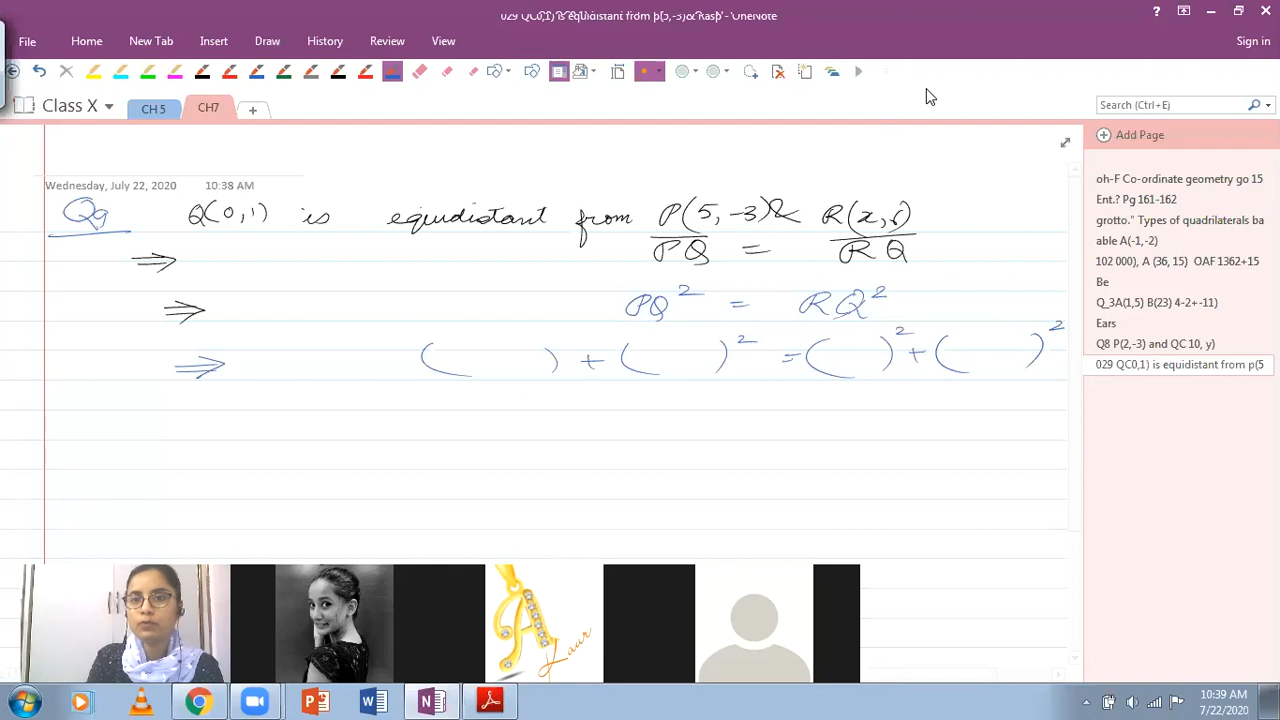 029 QC0,1) is equidistant from p(5,-3)& Rasp - OneNote
File Home New Tab Insert Draw History Review View
Sign in
Class X CH 5 CH7
Search (Ctrl+E)
Add Page
Wednesday, July 22, 2020 10:38 AM
Q9 Q(0,1) is equidistant from P(5,-3) & R(x,6)
⇒ PQ = RQ
⇒ PQ² = RQ²
⇒ ( ) + ( )² = ( )² + ( )²
oh-F Co-ordinate geometry go 15
Ent.? Pg 161-162
grotto." Types of quadrilaterals ba
able A(-1,-2)
102 000), A (36, 15) OAF 1362+15
Be
Q_3A(1,5) B(23) 4-2+-11)
Ears
Q8 P(2,-3) and QC 10, y)
029 QC0,1) is equidistant from p(5
A
Kaur
10:39 AM
7/22/2020